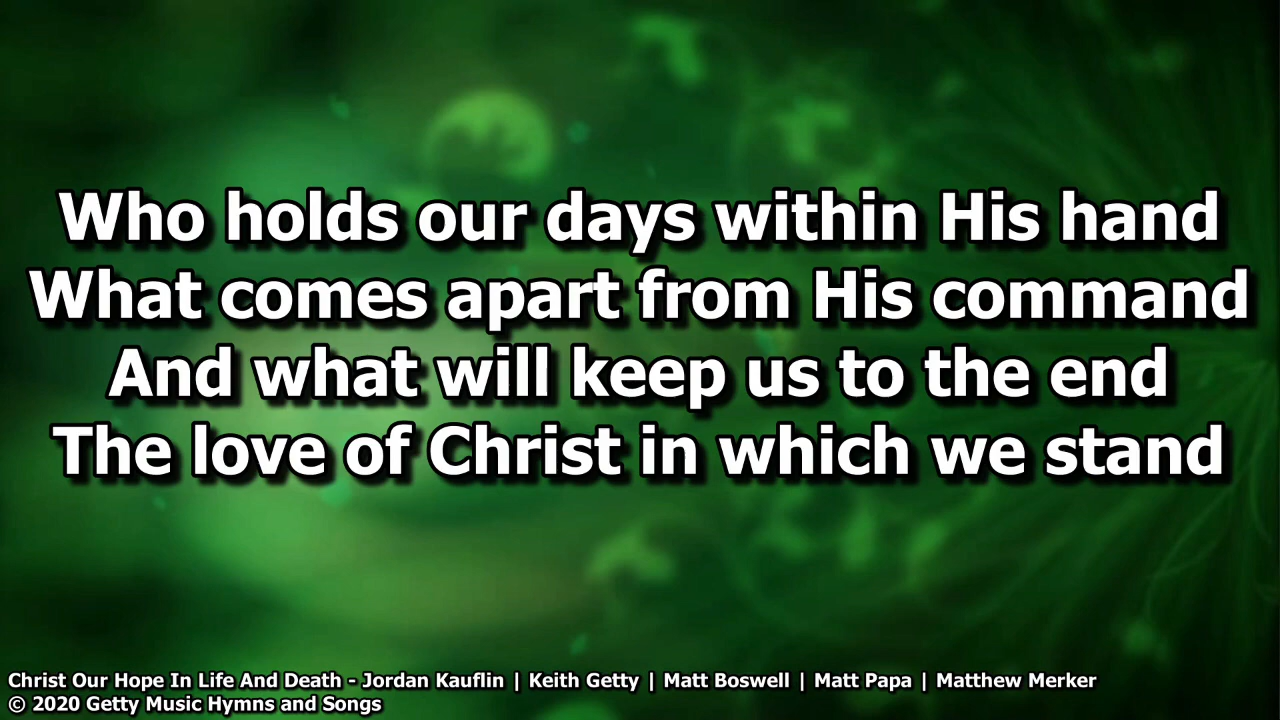 Who holds our days within His hand
What comes apart from His command
And what will keep us to the end
The love of Christ in which we stand
Christ Our Hope In Life And Death - Jordan Kauflin | Keith Getty | Matt Boswell | Matt Papa | Matthew Merker
© 2020 Getty Music Hymns and Songs